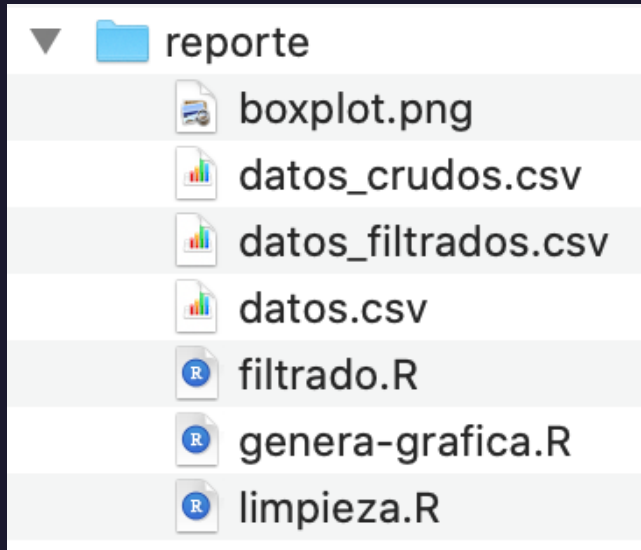 reporte
boxplot.png
datos_crudos.csv
datos_filtrados.csv
datos.csv
R filtrado.R
R genera-grafica.R
R limpieza.R